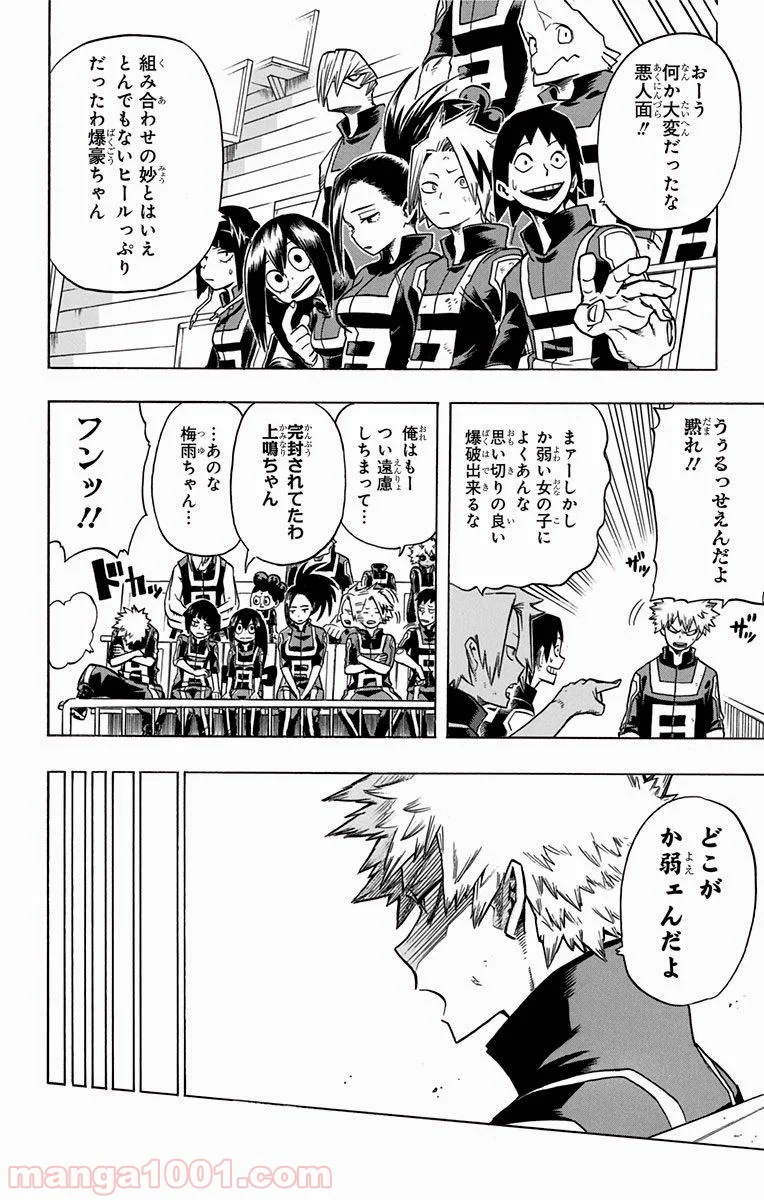 おーう
何か大変だったな
悪人面!!
組み合わせの妙とはいえ
とんでもないヒールっぷり
だったわ爆豪ちゃん
うぅるっせえんだよ
黙れ!!
ザッ
ザッ
まァーしかし
か弱い女の子に
よくあんな
思い切りの良い
爆破出来るな
俺はもー
つい遠慮
しちまって…
完封されてたわ
上鳴ちゃん
…あのな
梅雨ちゃん…
フンッ!!
ドカッ
どこが
か弱ェんだよ
manga1001.com